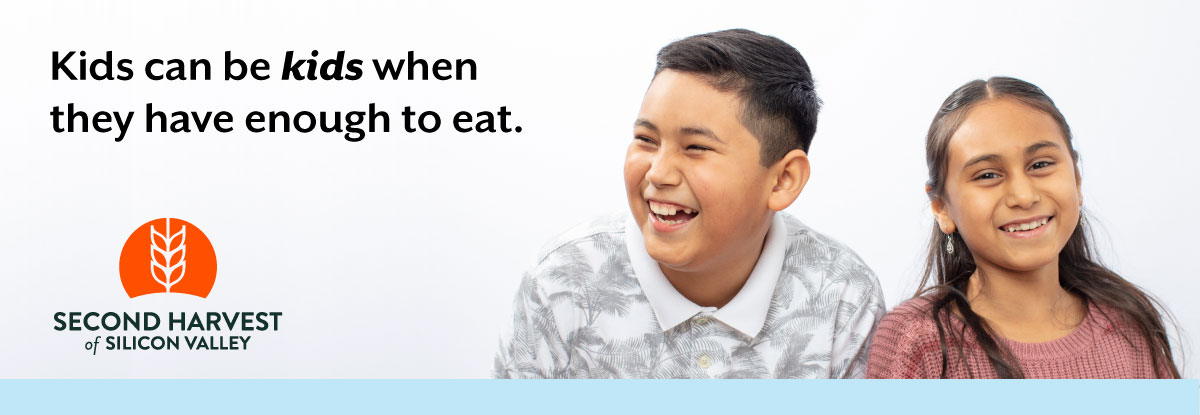 Kids can be kids when
they have enough to eat.
SECOND HARVEST
of SILICON VALLEY